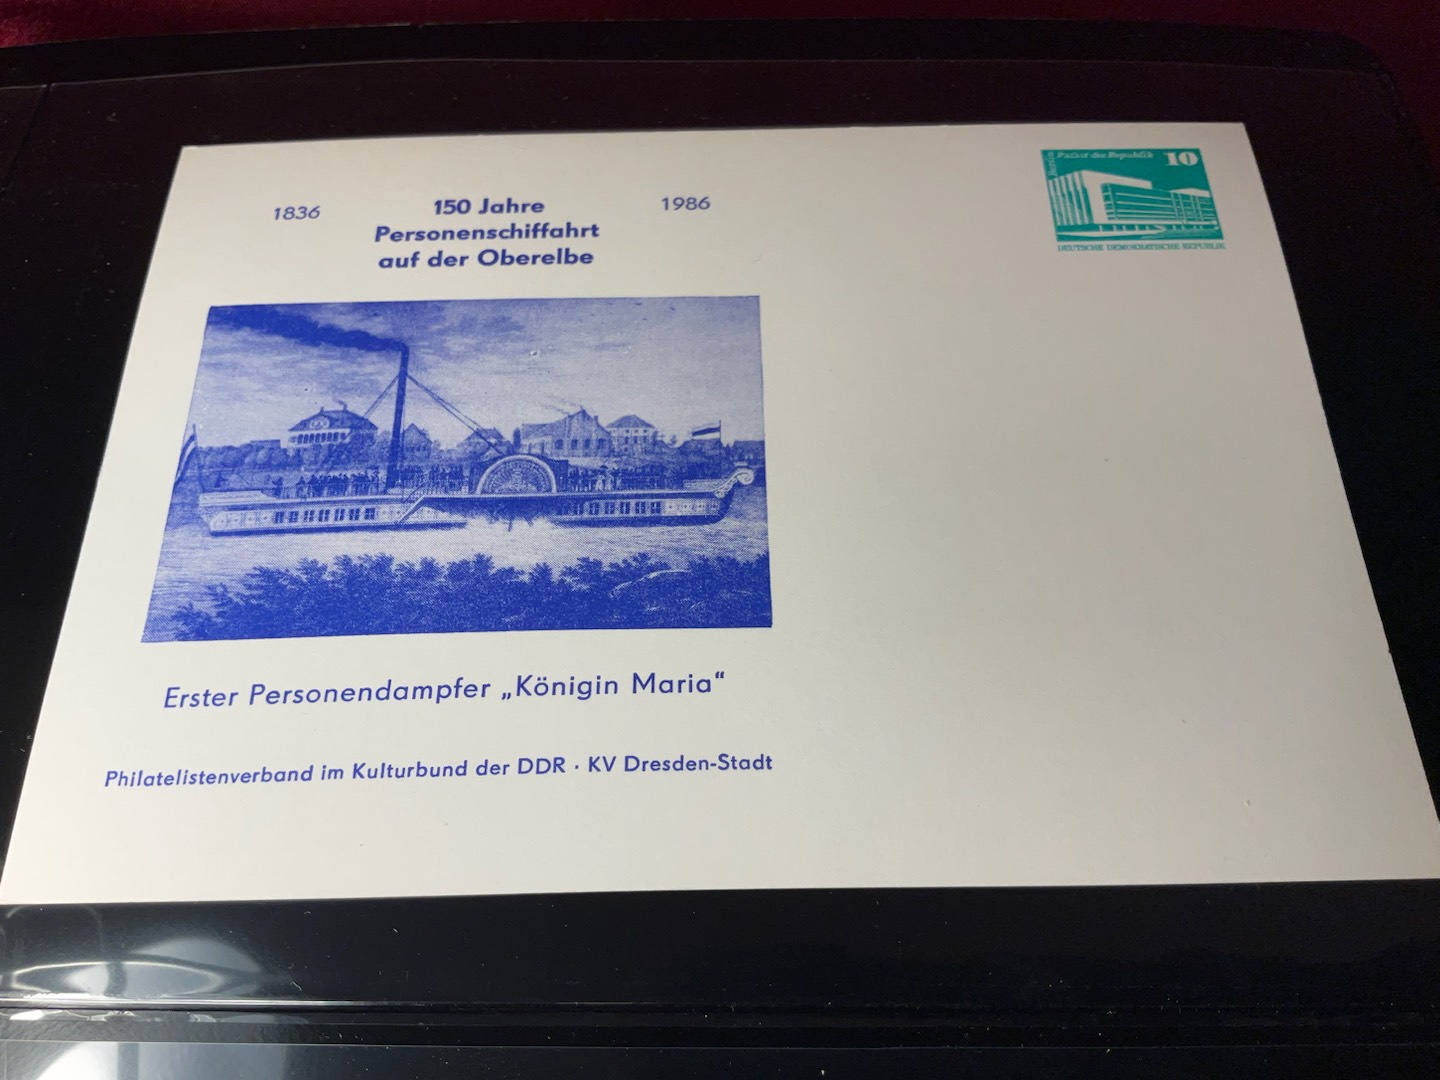 1836
150 Jahre
Personenschiffahrt
auf der Oberelbe
1986
Berlin
Palast der Republik
10
DEUTSCHE DEMOKRATISCHE REPUBLIK
Erster Personendampfer „Königin Maria“
Philatelistenverband im Kulturbund der DDR · KV Dresden-Stadt